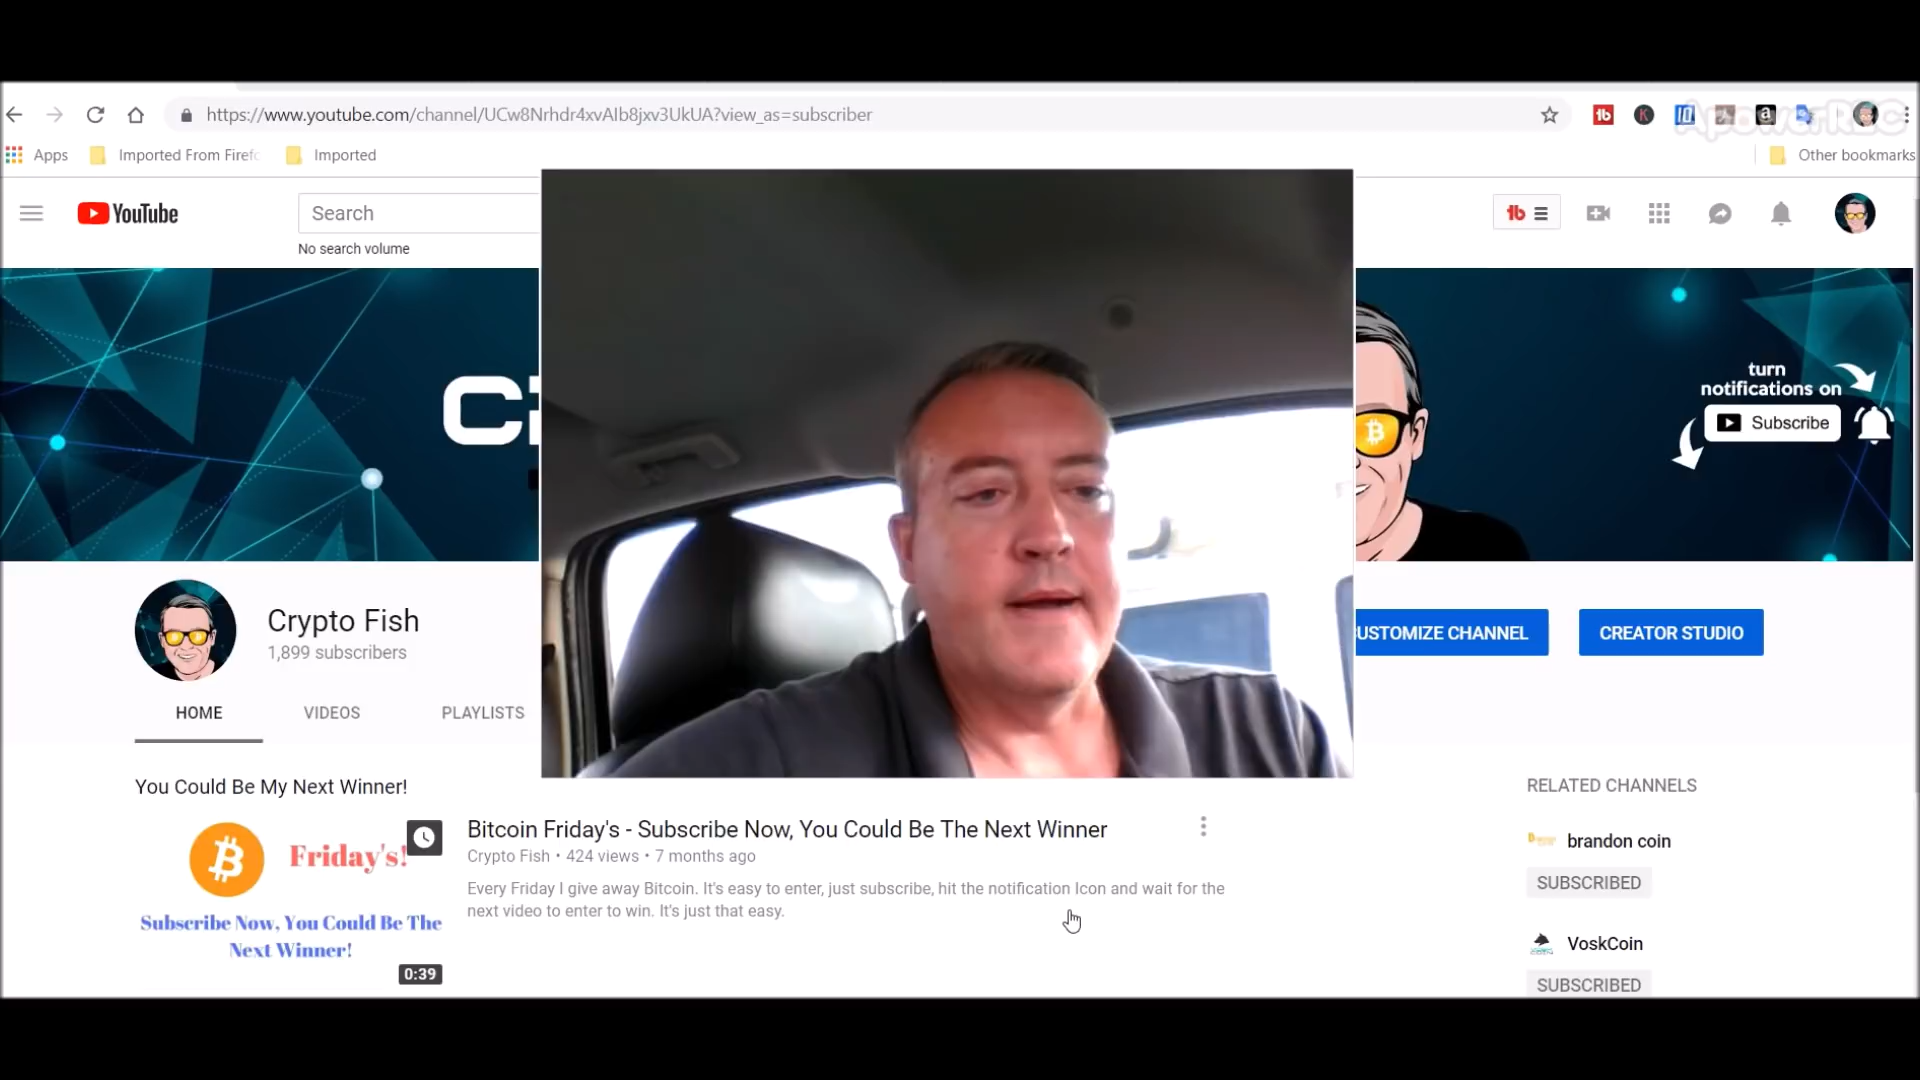 https://www.youtube.com/channel/UCw8Nrhdr4xvAIb8jxv3UkUA?view_as=subscriber
ApowerREC
Apps
Imported From Firefo
Imported
Other bookmarks
YouTube
Search
No search volume
turn
notifications on
Subscribe
Crypto Fish
1,899 subscribers
CUSTOMIZE CHANNEL
CREATOR STUDIO
HOME
VIDEOS
PLAYLISTS
You Could Be My Next Winner!
RELATED CHANNELS
Friday's!
Subscribe Now, You Could Be The
Next Winner!
0:39
Bitcoin Friday's - Subscribe Now, You Could Be The Next Winner
Crypto Fish • 424 views • 7 months ago
Every Friday I give away Bitcoin. It's easy to enter, just subscribe, hit the notification Icon and wait for the
next video to enter to win. It's just that easy.
brandon coin
SUBSCRIBED
VoskCoin
SUBSCRIBED